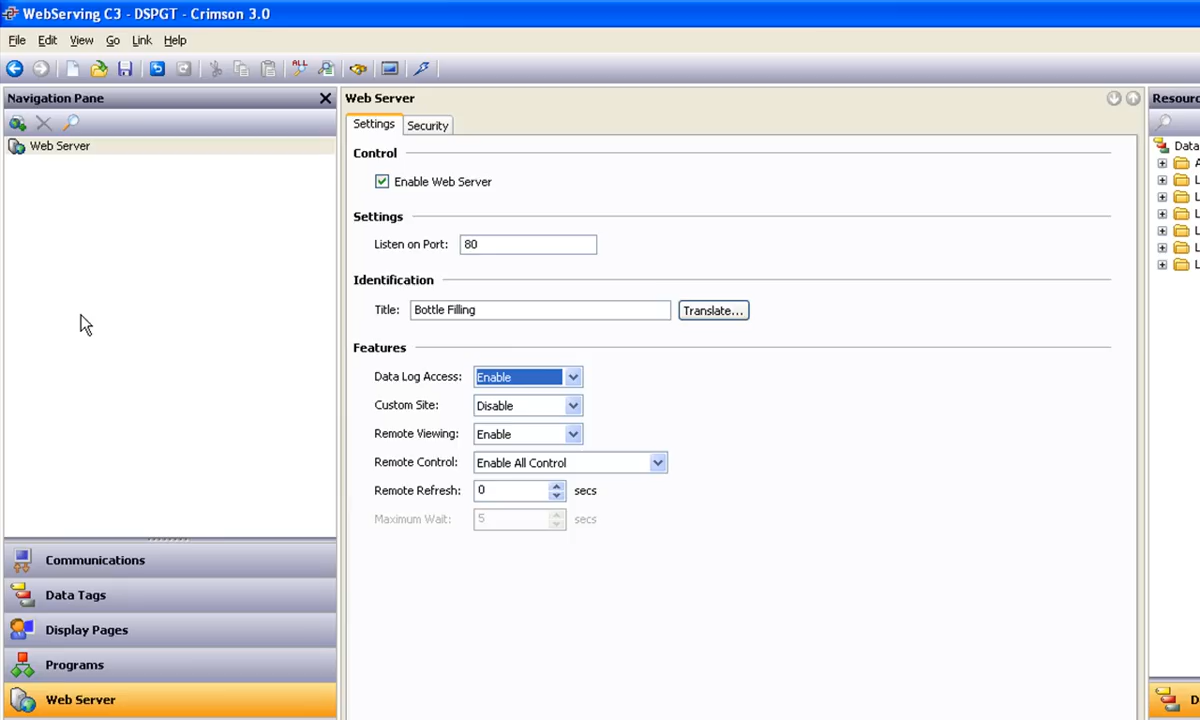 WebServing C3 - DSPGT - Crimson 3.0
File Edit View Go Link Help
ALL
Navigation Pane
Web Server
Web Server
Settings Security
Control
Enable Web Server
Settings
Listen on Port: 80
Identification
Title: Bottle Filling Translate...
Features
Data Log Access: Enable
Custom Site: Disable
Remote Viewing: Enable
Remote Control: Enable All Control
Remote Refresh: 0 secs
Maximum Wait: 5 secs
Communications
Data Tags
Display Pages
Programs
Web Server
Resourc
Data
A
L
L
L
L
L
L
D